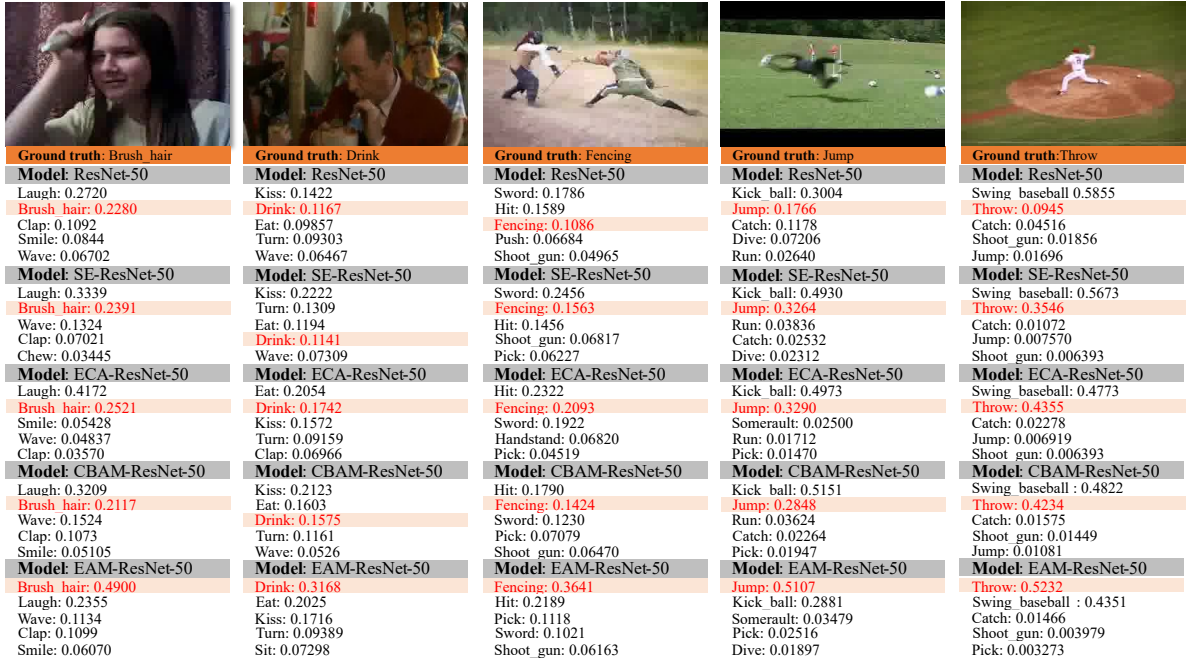 Ground truth: Brush_hair
Model: ResNet-50
Laugh: 0.2720
Brush_hair: 0.2280
Clap: 0.1092
Smile: 0.0844
Wave: 0.06702
Model: SE-ResNet-50
Laugh: 0.3339
Brush_hair: 0.2391
Wave: 0.1324
Clap: 0.07021
Chew: 0.03445
Model: ECA-ResNet-50
Laugh: 0.4172
Brush_hair: 0.2521
Smile: 0.05428
Wave: 0.04837
Clap: 0.03570
Model: CBAM-ResNet-50
Laugh: 0.3209
Brush_hair: 0.2117
Wave: 0.1524
Clap: 0.1073
Smile: 0.05105
Model: EAM-ResNet-50
Brush_hair: 0.4900
Laugh: 0.2355
Wave: 0.1134
Clap: 0.1099
Smile: 0.06070
Ground truth: Drink
Model: ResNet-50
Kiss: 0.1422
Drink: 0.1167
Eat: 0.09857
Turn: 0.09303
Wave: 0.06467
Model: SE-ResNet-50
Kiss: 0.2222
Turn: 0.1309
Eat: 0.1194
Drink: 0.1141
Wave: 0.07309
Model: ECA-ResNet-50
Eat: 0.2054
Drink: 0.1742
Kiss: 0.1572
Turn: 0.09159
Clap: 0.06966
Model: CBAM-ResNet-50
Kiss: 0.2123
Eat: 0.1603
Drink: 0.1575
Turn: 0.1161
Wave: 0.0526
Model: EAM-ResNet-50
Drink: 0.3168
Eat: 0.2025
Kiss: 0.1716
Turn: 0.09389
Sit: 0.07298
Ground truth: Fencing
Model: ResNet-50
Sword: 0.1786
Hit: 0.1589
Fencing: 0.1086
Push: 0.06684
Shoot_gun: 0.04965
Model: SE-ResNet-50
Sword: 0.2456
Fencing: 0.1563
Hit: 0.1456
Shoot_gun: 0.06817
Pick: 0.06227
Model: ECA-ResNet-50
Hit: 0.2322
Fencing: 0.2093
Sword: 0.1922
Handstand: 0.06820
Pick: 0.04519
Model: CBAM-ResNet-50
Hit: 0.1790
Fencing: 0.1424
Sword: 0.1230
Pick: 0.07079
Shoot_gun: 0.06470
Model: EAM-ResNet-50
Fencing: 0.3641
Hit: 0.2189
Pick: 0.1118
Sword: 0.1021
Shoot_gun: 0.06163
Ground truth: Jump
Model: ResNet-50
Kick_ball: 0.3004
Jump: 0.1766
Catch: 0.1178
Dive: 0.07206
Run: 0.02640
Model: SE-ResNet-50
Kick_ball: 0.4930
Jump: 0.3264
Run: 0.03836
Catch: 0.02532
Dive: 0.02312
Model: ECA-ResNet-50
Kick_ball: 0.4973
Jump: 0.3290
Somerault: 0.02500
Run: 0.01712
Pick: 0.01470
Model: CBAM-ResNet-50
Kick_ball: 0.5151
Jump: 0.2848
Run: 0.03624
Catch: 0.02264
Pick: 0.01947
Model: EAM-ResNet-50
Jump: 0.5107
Kick_ball: 0.2881
Somerault: 0.03479
Pick: 0.02516
Dive: 0.01897
Ground truth:Throw
Model: ResNet-50
Swing_baseball 0.5855
Throw: 0.0945
Catch: 0.04516
Shoot_gun: 0.01856
Jump: 0.01696
Model: SE-ResNet-50
Swing_baseball: 0.5673
Throw: 0.3546
Catch: 0.01072
Jump: 0.007570
Shoot_gun: 0.006393
Model: ECA-ResNet-50
Swing_baseball: 0.4773
Throw: 0.4355
Catch: 0.02278
Jump: 0.006919
Shoot_gun: 0.006393
Model: CBAM-ResNet-50
Swing_baseball : 0.4822
Throw: 0.4234
Catch: 0.01575
Shoot_gun: 0.01449
Jump: 0.01081
Model: EAM-ResNet-50
Throw: 0.5232
Swing_baseball : 0.4351
Catch: 0.01466
Shoot_gun: 0.003979
Pick: 0.003273